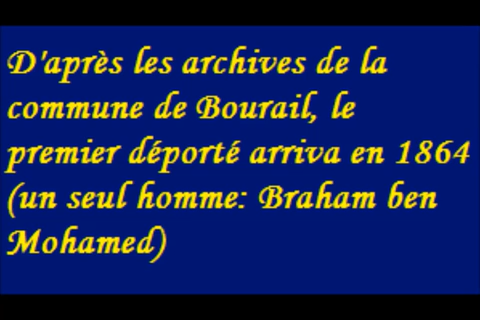 D'après les archives de la
commune de Bourail, le
premier déporté arriva en 1864
(un seul homme: Braham ben
Mohamed)